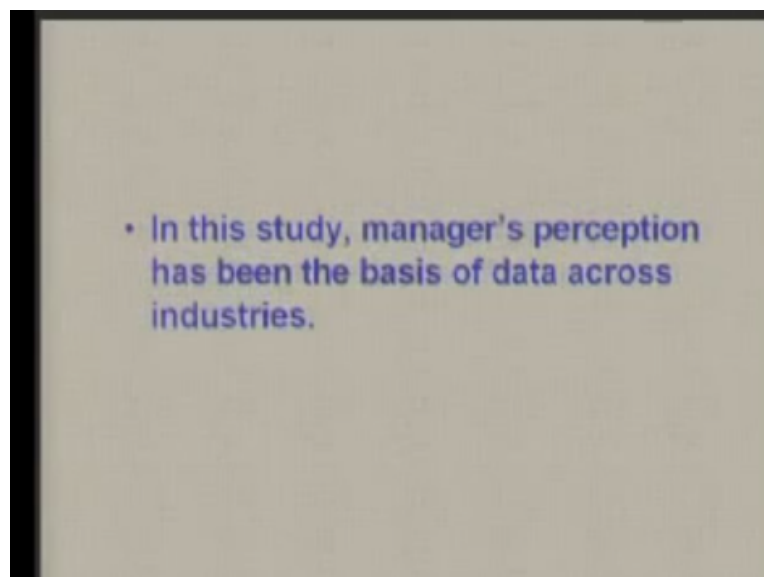 • In this study, manager's perception
has been the basis of data across
industries.